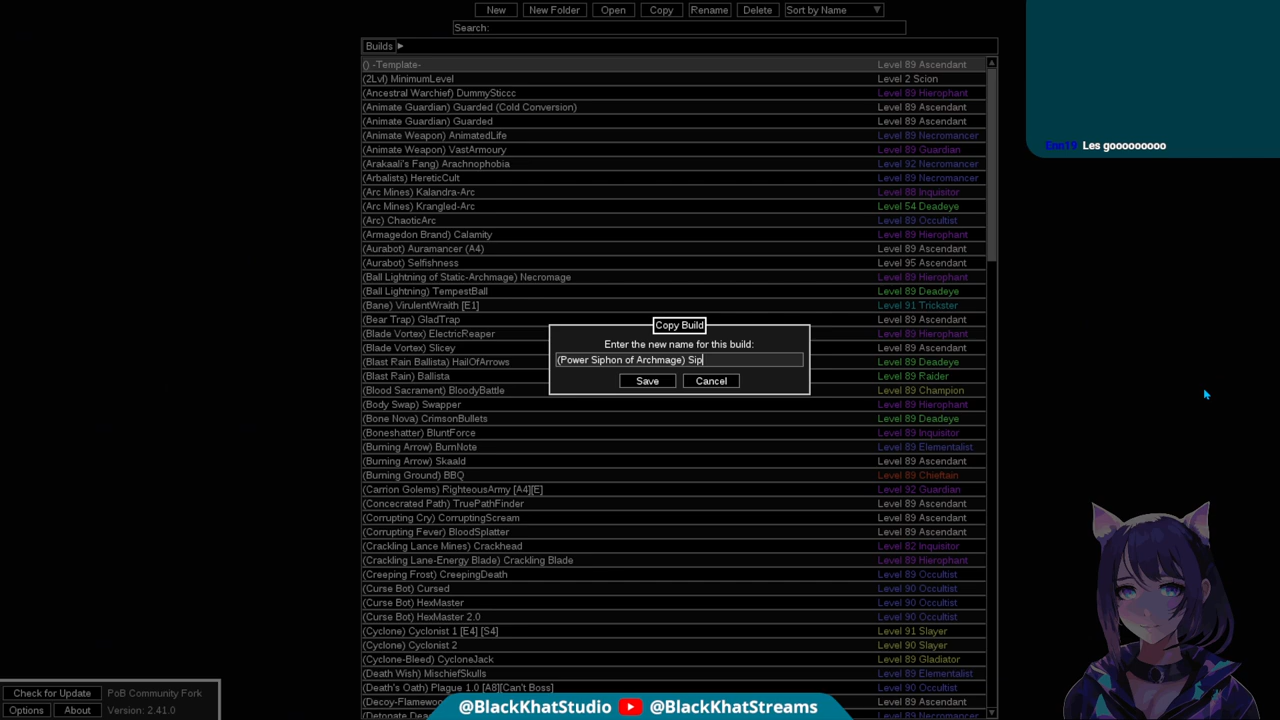 New New Folder Open Copy Rename Delete Sort by Name
Search:
Builds
() -Template- Level 89 Ascendant
(2Lvl) MinimumLevel Level 2 Scion
(Ancestral Warchief) DummySticcc Level 89 Hierophant
(Animate Guardian) Guarded (Cold Conversion) Level 89 Ascendant
(Animate Guardian) Guarded Level 89 Ascendant
(Animate Weapon) AnimatedLife Level 89 Necromancer
(Animate Weapon) VastArmoury Level 89 Guardian
(Arakaali's Fang) Arachnophobia Level 92 Necromancer
(Arbalists) HereticCult Level 89 Necromancer
(Arc Mines) Kalandra-Arc Level 88 Inquisitor
(Arc Mines) Krangled-Arc Level 54 Deadeye
(Arc) ChaoticArc Level 89 Occultist
(Armagedon Brand) Calamity Level 89 Hierophant
(Aurabot) Auramancer (A4) Level 89 Ascendant
(Aurabot) Selfishness Level 95 Ascendant
(Ball Lightning of Static-Archmage) Necromage Level 89 Hierophant
(Ball Lightning) TempestBall Level 89 Deadeye
(Bane) VirulentWraith [E1] Level 91 Trickster
(Bear Trap) GladTrap Level 89 Ascendant
(Blade Vortex) ElectricReaper Level 89 Hierophant
(Blade Vortex) Slicey Level 89 Ascendant
(Blast Rain Ballista) HailOfArrows Level 89 Deadeye
(Blast Rain) Ballista Level 89 Raider
(Blood Sacrament) BloodyBattle Level 89 Champion
(Body Swap) Swapper Level 89 Hierophant
(Bone Nova) CrimsonBullets Level 89 Deadeye
(Boneshatter) BluntForce Level 89 Inquisitor
(Burning Arrow) BurnNote Level 89 Elementalist
(Burning Arrow) Skaald Level 89 Ascendant
(Burning Ground) BBQ Level 89 Chieftain
(Carrion Golems) RighteousArmy [A4][E] Level 92 Guardian
(Concecrated Path) TruePathFinder Level 89 Ascendant
(Corrupting Cry) CorruptingScream Level 89 Ascendant
(Corrupting Fever) BloodSplatter Level 89 Ascendant
(Crackling Lance Mines) Crackhead Level 82 Inquisitor
(Crackling Lane-Energy Blade) Crackling Blade Level 89 Hierophant
(Creeping Frost) CreepingDeath Level 89 Occultist
(Curse Bot) Cursed Level 89 Occultist
(Curse Bot) HexMaster Level 90 Occultist
(Curse Bot) HexMaster 2.0 Level 90 Occultist
(Cyclone) Cyclonist 1 [E4] [S4] Level 91 Slayer
(Cyclone) Cyclonist 2 Level 90 Slayer
(Cyclone-Bleed) CycloneJack Level 89 Gladiator
(Death Wish) MischiefSkulls Level 89 Elementalist
(Death's Oath) Plague 1.0 [A8][Can't Boss] Level 90 Occultist
Copy Build
Enter the new name for this build:
(Power Siphon of Archmage) Sip
Save Cancel
Enn19: Les gooooooooo
Check for Update PoB Community Fork
Options About Version: 2.41.0
@BlackKhatStudio @BlackKhatStreams